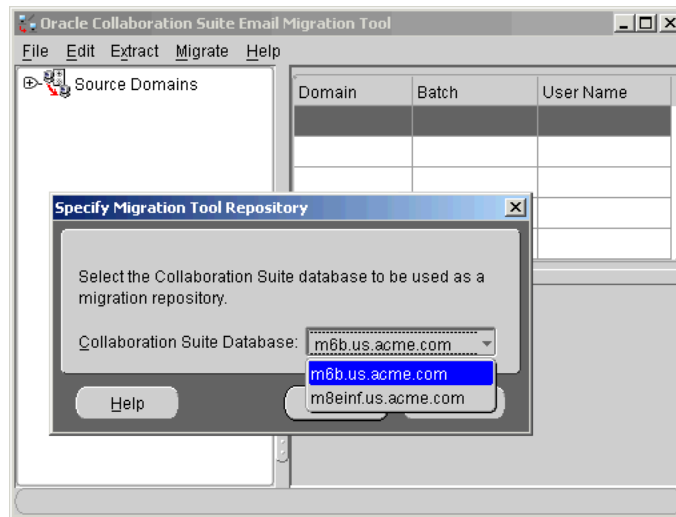 Oracle Collaboration Suite Email Migration Tool
File Edit Extract Migrate Help
Source Domains
Domain Batch User Name
Specify Migration Tool Repository
Select the Collaboration Suite database to be used as a
migration repository.
Collaboration Suite Database: m6b.us.acme.com
m6b.us.acme.com
m8einf.us.acme.com
Help